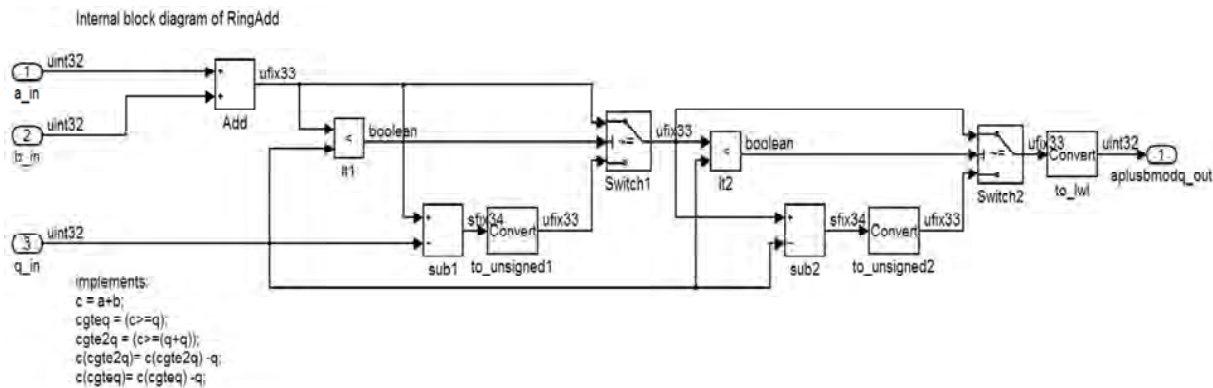 Internal block diagram of RingAdd
1
a_in
uint32
2
b_in
uint32
3
q_in
uint32
+
+
Add
ufix33
<
lt1
boolean
+
-
sub1
sfix34
Convert
to_unsigned1
ufix33
~=
Switch1
ufix33
<
lt2
boolean
+
-
sub2
sfix34
Convert
to_unsigned2
ufix33
~=
Switch2
ufix33
Convert
to_lwl
uint32
1
aplusbmodq_out
implements:
c = a+b;
cgteq = (c>=q);
cgte2q = (c>=(q+q));
c(cgte2q)= c(cgte2q) -q;
c(cgteq)= c(cgteq) -q;